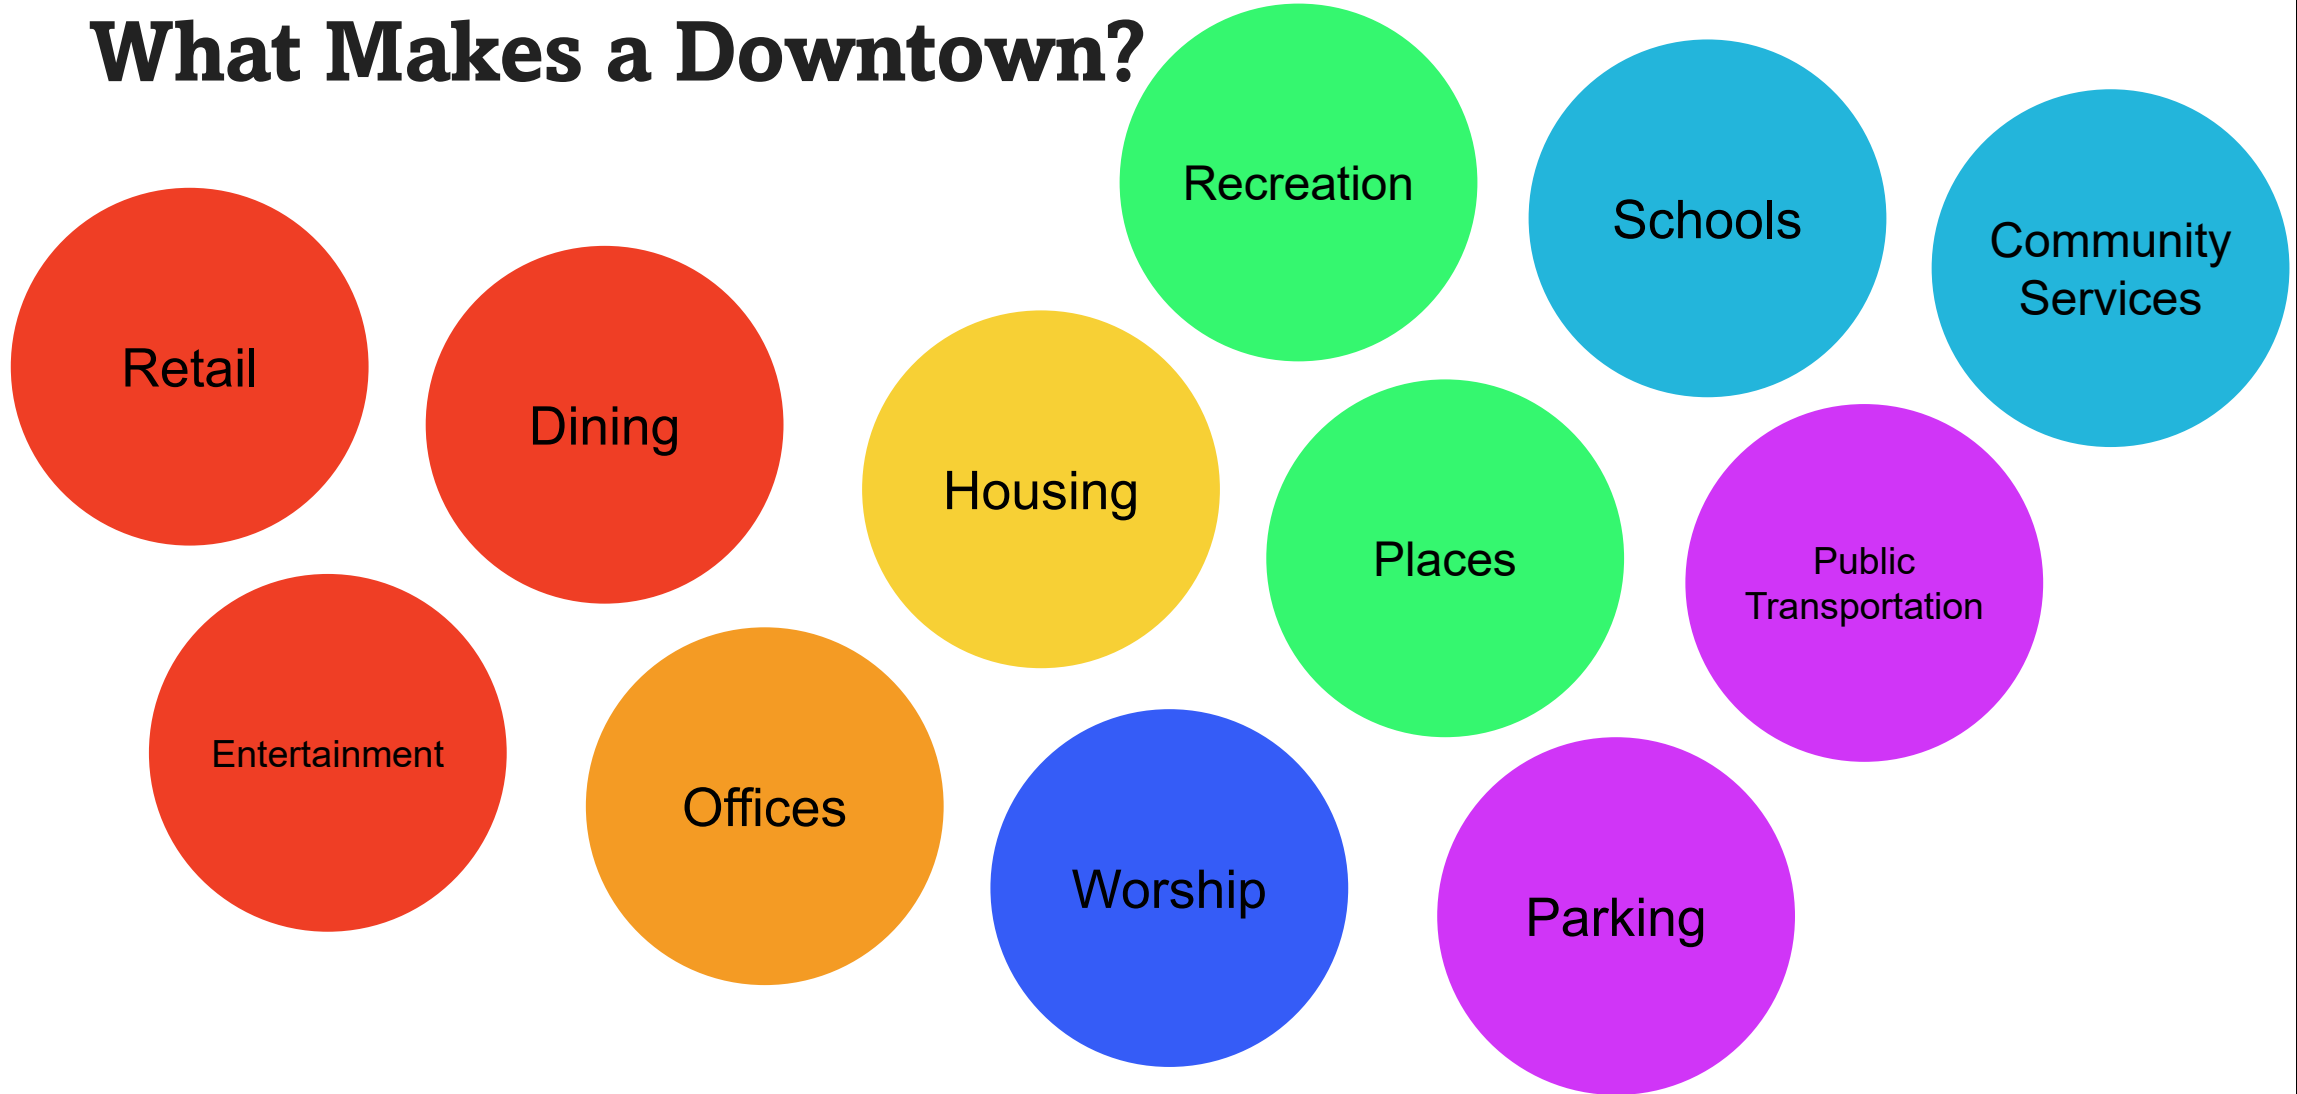 What Makes a Downtown?
Recreation
Schools
Community
Services
Retail
Dining
Housing
Places
Public
Transportation
Entertainment
Offices
Worship
Parking